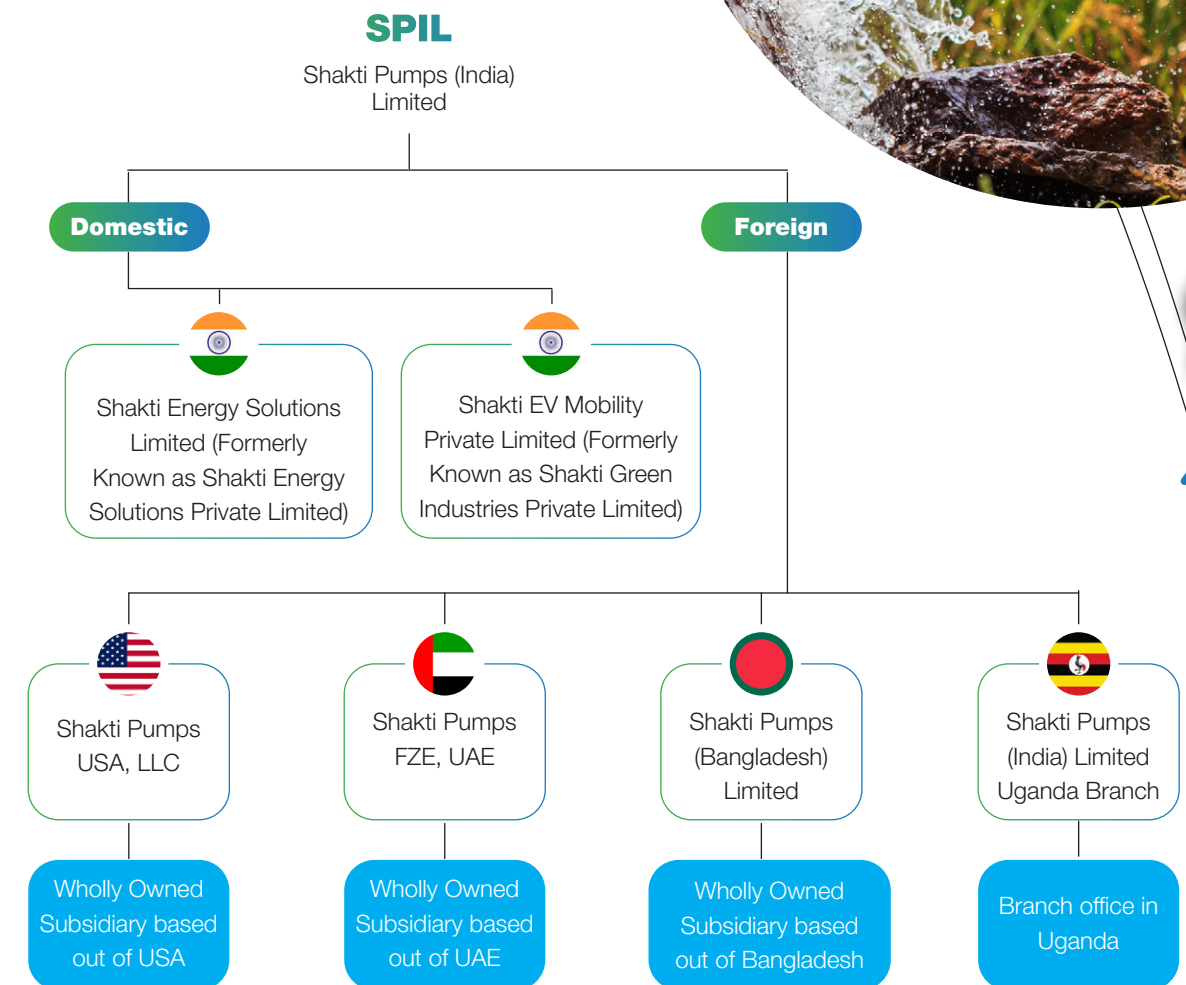 SPIL
Shakti Pumps (India)
Limited
Domestic
Foreign
Shakti Energy Solutions
Limited (Formerly
Known as Shakti Energy
Solutions Private Limited)
Shakti EV Mobility
Private Limited (Formerly
Known as Shakti Green
Industries Private Limited)
Shakti Pumps
USA, LLC
Shakti Pumps
FZE, UAE
Shakti Pumps
(Bangladesh)
Limited
Shakti Pumps
(India) Limited
Uganda Branch
Wholly Owned
Subsidiary based
out of USA
Wholly Owned
Subsidiary based
out of UAE
Wholly Owned
Subsidiary based
out of Bangladesh
Branch office in
Uganda